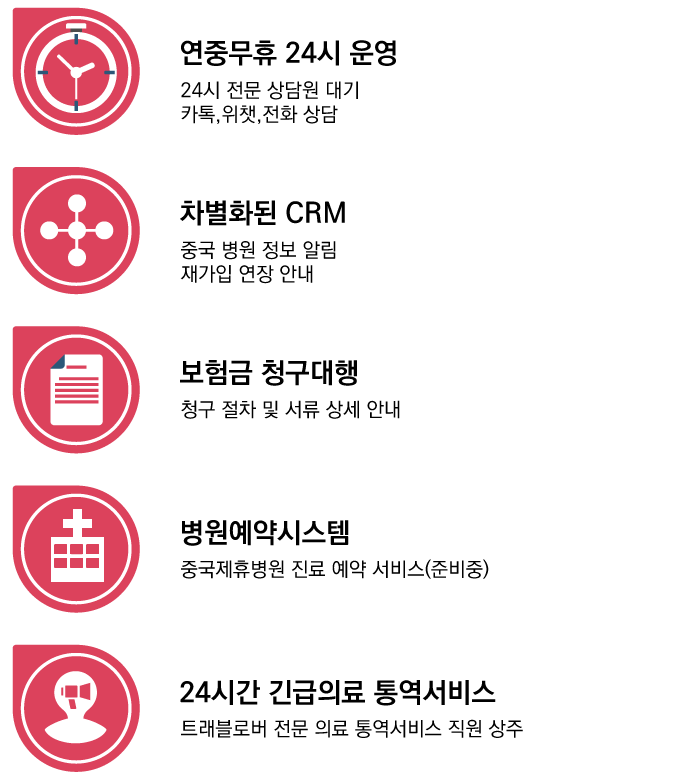 연중무휴 24시 운영
24시 전문 상담원 대기
카톡,위챗,전화 상담
차별화된 CRM
중국 병원 정보 알림
재가입 연장 안내
보험금 청구대행
청구 절차 및 서류 상세 안내
병원예약시스템
중국제휴병원 진료 예약 서비스(준비중)
24시간 긴급의료 통역서비스
트래블로버 전문 의료 통역서비스 직원 상주